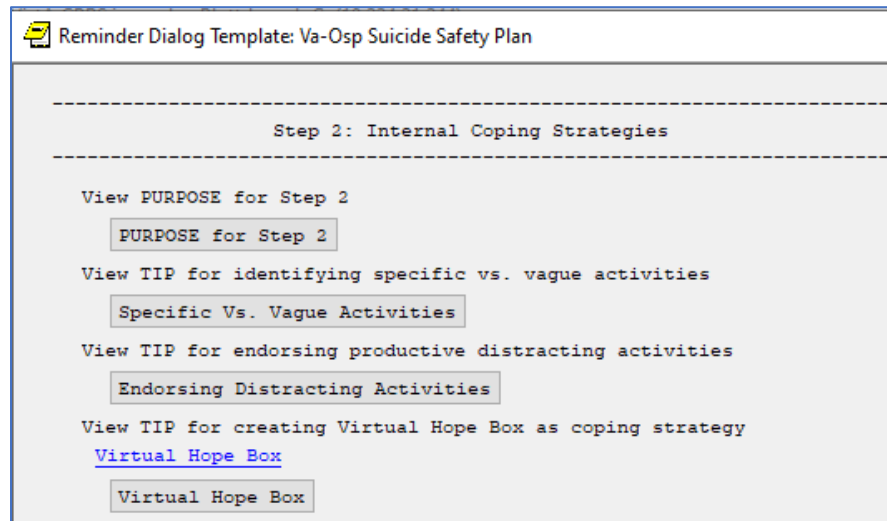 Reminder Dialog Template: Va-Osp Suicide Safety Plan
--------------------------------------------------------------------------
Step 2: Internal Coping Strategies
--------------------------------------------------------------------------
View PURPOSE for Step 2
PURPOSE for Step 2
View TIP for identifying specific vs. vague activities
Specific Vs. Vague Activities
View TIP for endorsing productive distracting activities
Endorsing Distracting Activities
View TIP for creating Virtual Hope Box as coping strategy
Virtual Hope Box
Virtual Hope Box